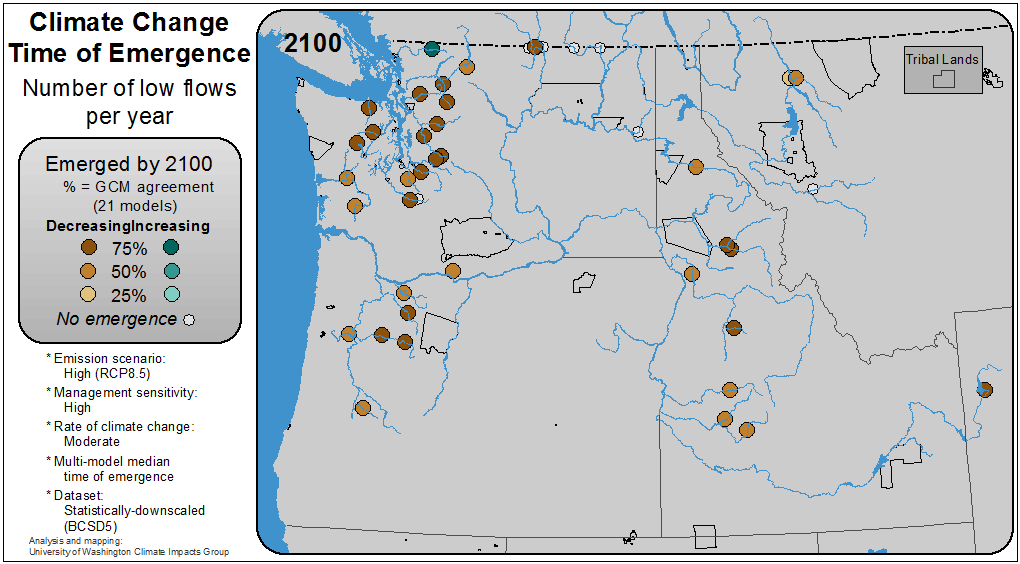 Climate Change
Time of Emergence
Number of low flows
per year
Emerged by 2100
% = GCM agreement
(21 models)
DecreasingIncreasing
75%
50%
25%
No emergence
* Emission scenario:
High (RCP8.5)
* Management sensitivity:
High
* Rate of climate change:
Moderate
* Multi-model median
time of emergence
* Dataset:
Statistically-downscaled
(BCSD5)
Analysis and mapping:
University of Washington Climate Impacts Group
2100
Tribal Lands